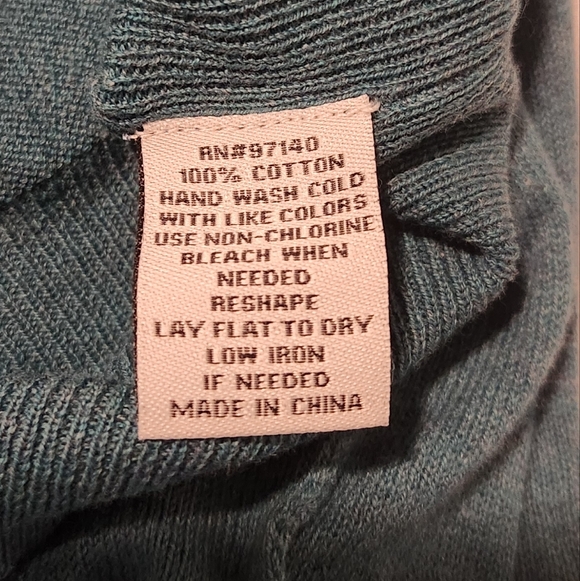 RN#97140
100% COTTON
HAND WASH COLD
WITH LIKE COLORS
USE NON-CHLORINE
BLEACH WHEN
NEEDED
RESHAPE
LAY FLAT TO DRY
LOW IRON
IF NEEDED
MADE IN CHINA